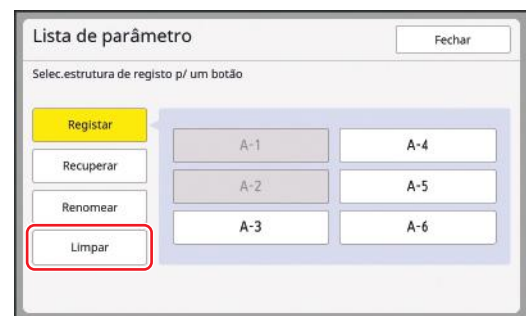 Lista de parâmetro
Fechar
Selec.estrutura de registo p/ um botão
Registar
Recuperar
Renomear
Limpar
A-1
A-4
A-2
A-5
A-3
A-6